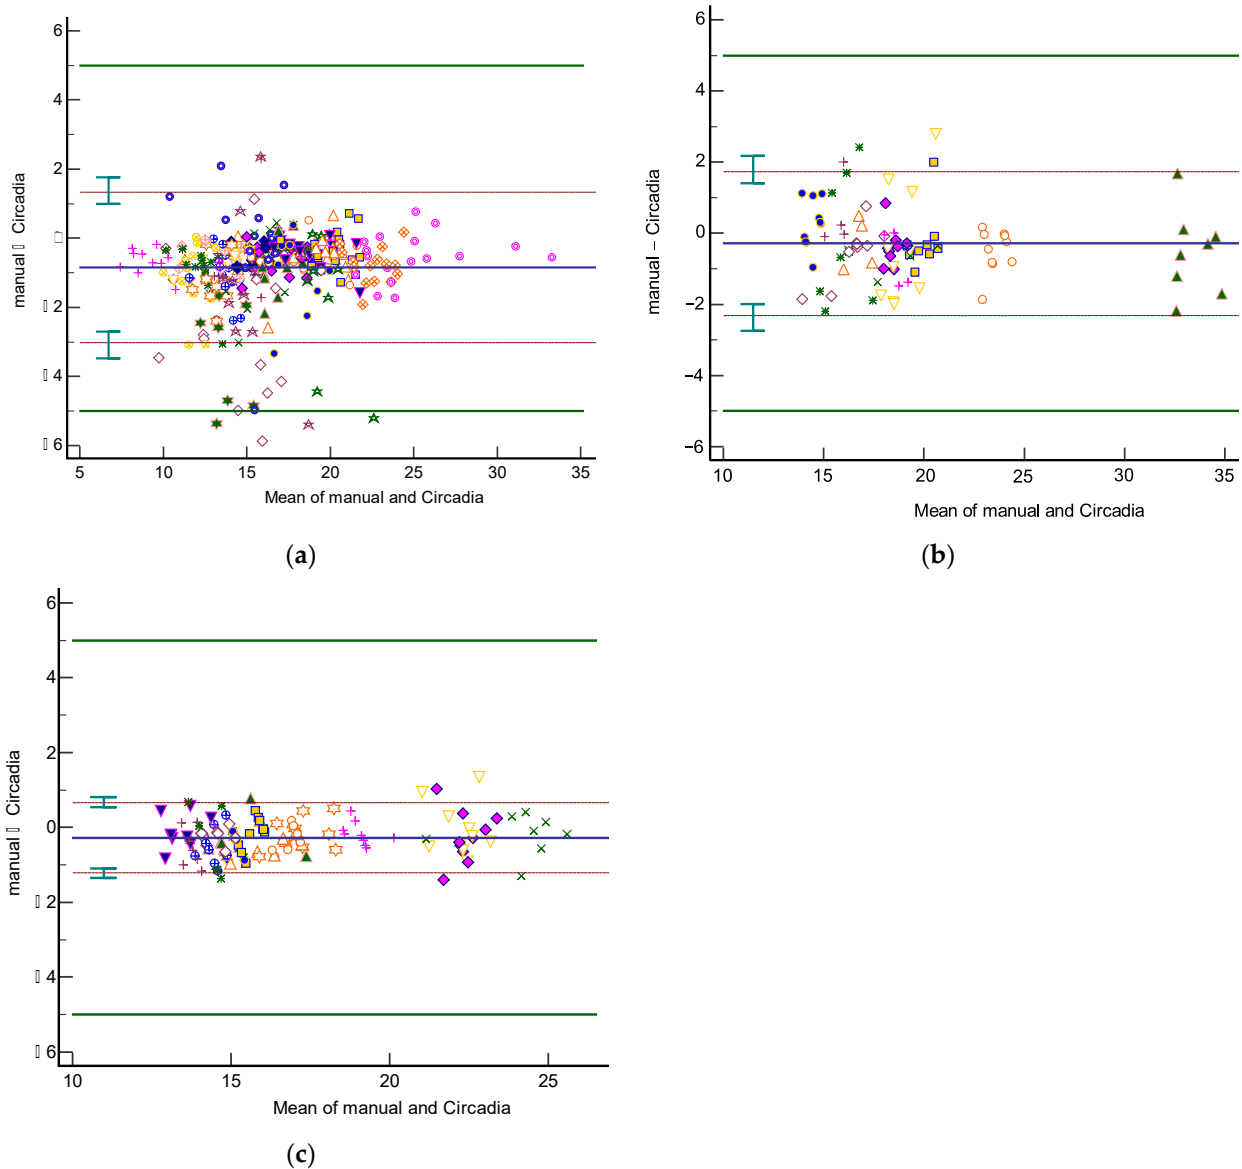 6
4
2
▯
▯ 2
▯ 4
▯ 6
manual ▯ Circadia
5 10 15 20 25 30 35
Mean of manual and Circadia
(a)
6
4
2
0
−2
−4
−6
manual – Circadia
10 15 20 25 30 35
Mean of manual and Circadia
(b)
6
4
2
0
▯ 2
▯ 4
▯ 6
manual ▯ Circadia
10 15 20 25
Mean of manual and Circadia
(c)